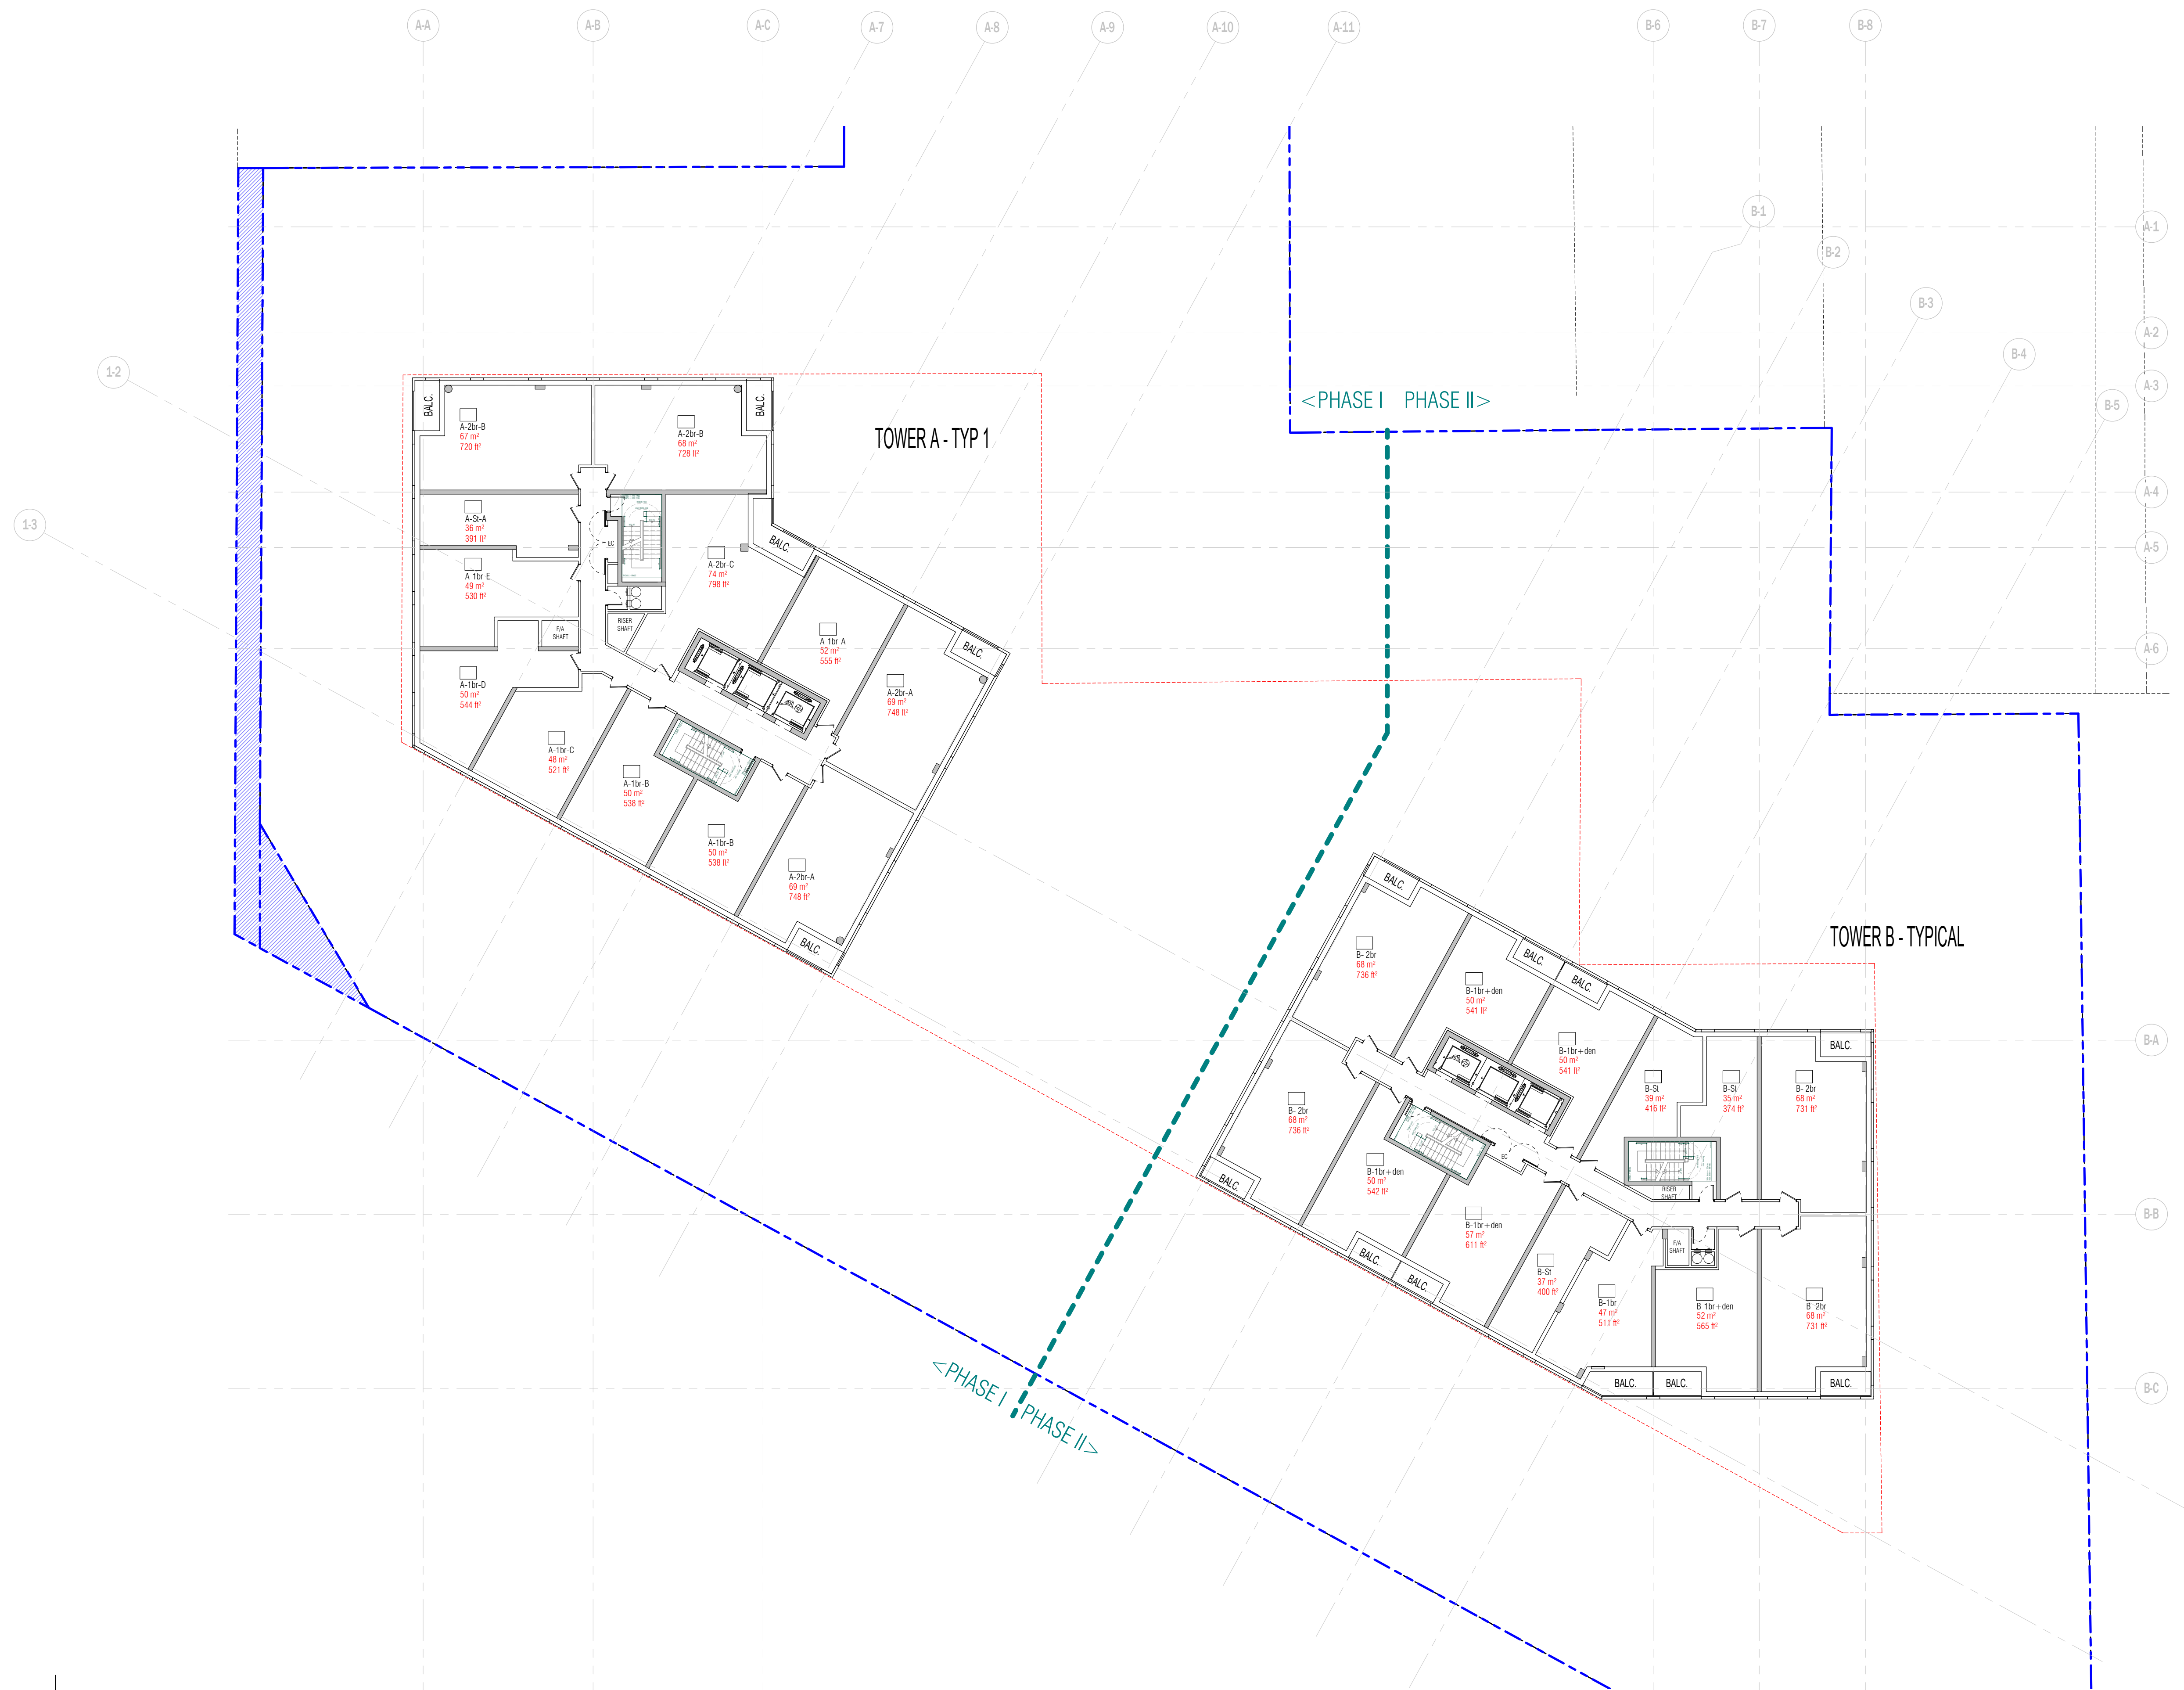 A-A
A-B
A-C
A-7
A-8
A-9
A-10
A-11
B-6
B-7
B-8
B-1
A-1
B-2
B-3
A-2
B-4
1-2
A-3
<PHASE I PHASE II>
B-5
BALC.
A-2br-B
67 m²
720 ft²
A-2br-B
68 m²
728 ft²
BALC.
TOWER A - TYP 1
A-4
A-St-A
36 m²
391 ft²
1-3
EC
BALC.
A-5
A-2br-C
74 m²
798 ft²
A-1br-E
49 m²
530 ft²
RISER
SHAFT
F/A
SHAFT
A-1br-A
52 m²
555 ft²
BALC.
A-6
A-1br-D
50 m²
544 ft²
A-2br-A
69 m²
748 ft²
A-1br-C
48 m²
521 ft²
A-1br-B
50 m²
538 ft²
A-1br-B
50 m²
538 ft²
A-2br-A
69 m²
748 ft²
BALC.
BALC.
TOWER B - TYPICAL
B- 2br
68 m²
736 ft²
BALC.
BALC.
B-1br+den
50 m²
541 ft²
B-1br+den
50 m²
541 ft²
BALC.
B-A
B-St
39 m²
416 ft²
B-St
35 m²
374 ft²
B- 2br
68 m²
731 ft²
B- 2br
68 m²
736 ft²
EC
B-1br+den
50 m²
542 ft²
BALC.
RISER
SHAFT
B-1br+den
57 m²
611 ft²
B-B
F/A
SHAFT
BALC.
BALC.
B-St
37 m²
400 ft²
B-1br
47 m²
511 ft²
B-1br+den
52 m²
565 ft²
B- 2br
68 m²
731 ft²
BALC.
BALC.
BALC.
B-C
<PHASE I PHASE II>